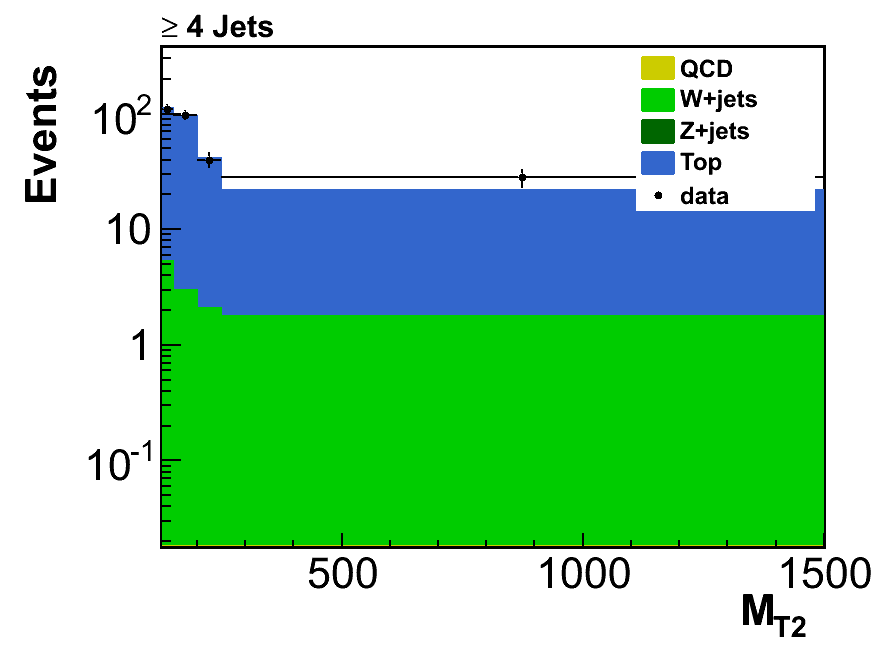 ≥ 4 Jets
Events
10²
10
1
10⁻¹
QCD
W+jets
Z+jets
Top
data
500
1000
1500
M_T2